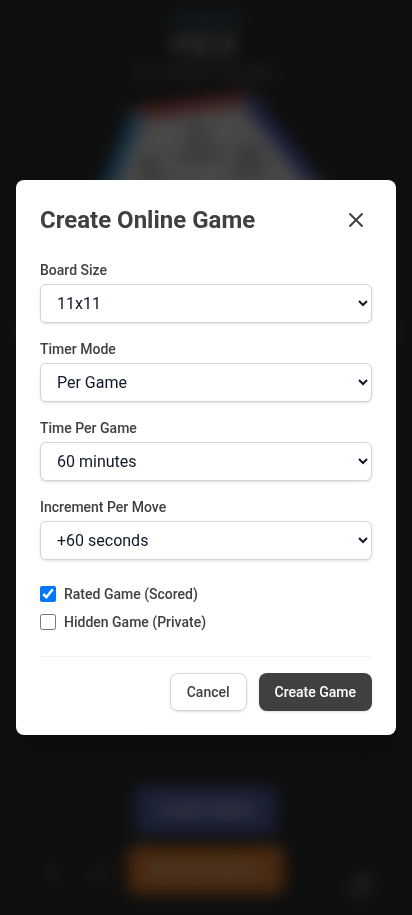 HEX
Create Online Game
Board Size
11x11
Timer Mode
Per Game
Time Per Game
60 minutes
Increment Per Move
+60 seconds
Rated Game (Scored)
Hidden Game (Private)
Cancel
Create Game